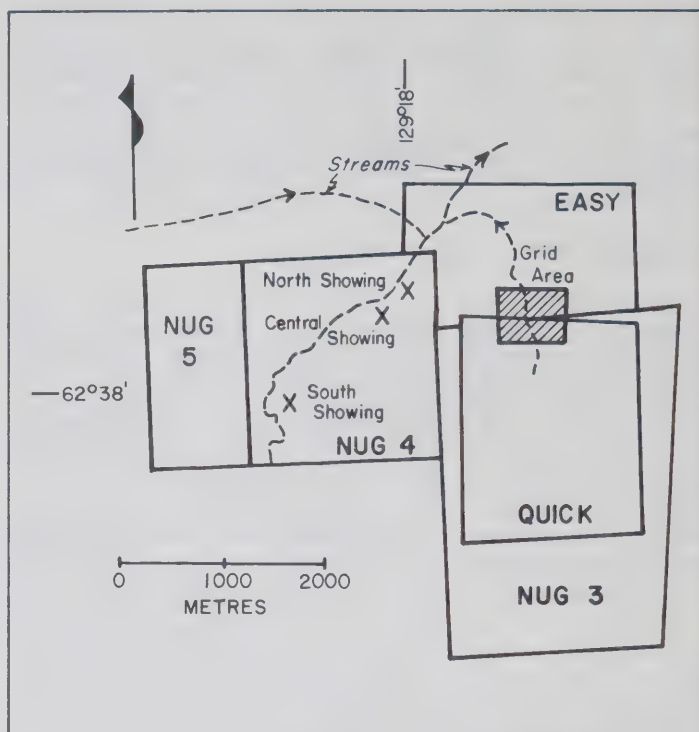 129°18'
Streams
EASY
Grid
Area
North Showing
NUG
5
Central
Showing
62°38'
South
Showing
NUG 4
QUICK
0 1000 2000
METRES
NUG 3